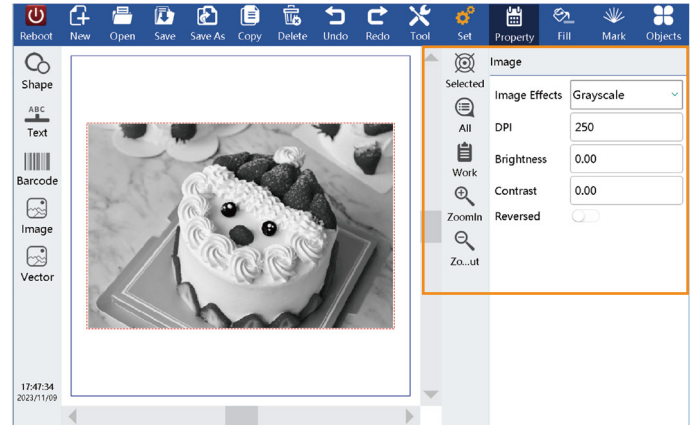 Reboot New Open Save Save As Copy Delete Undo Redo Tool Set Property Fill Mark Objects
Shape
ABC
Text
Barcode
Image
Vector
17:47:34
2023/11/09
Selected
All
Work
ZoomIn
Zo...ut
Image
Image Effects Grayscale
DPI 250
Brightness 0.00
Contrast 0.00
Reversed